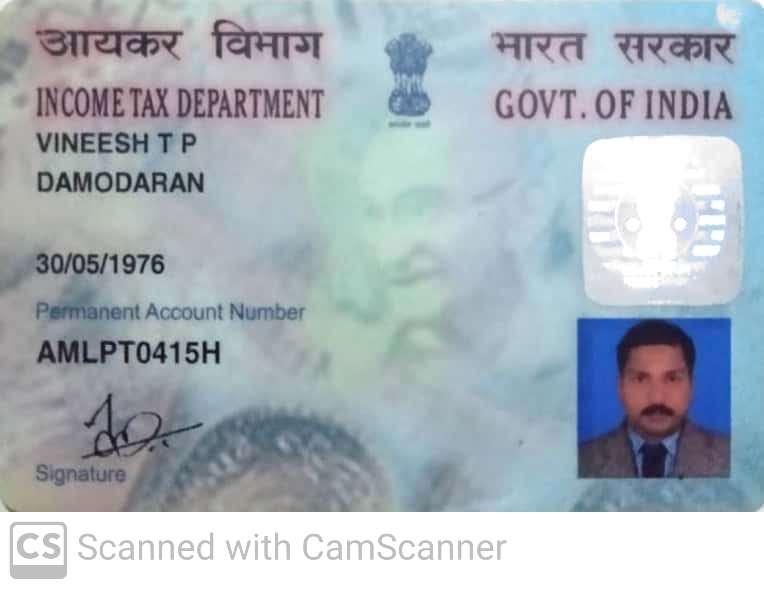 आयकर विभाग भारत सरकार
INCOME TAX DEPARTMENT GOVT. OF INDIA
VINEESH T P
DAMODARAN
30/05/1976
Permanent Account Number
AMLPT0415H
Signature
CS Scanned with CamScanner